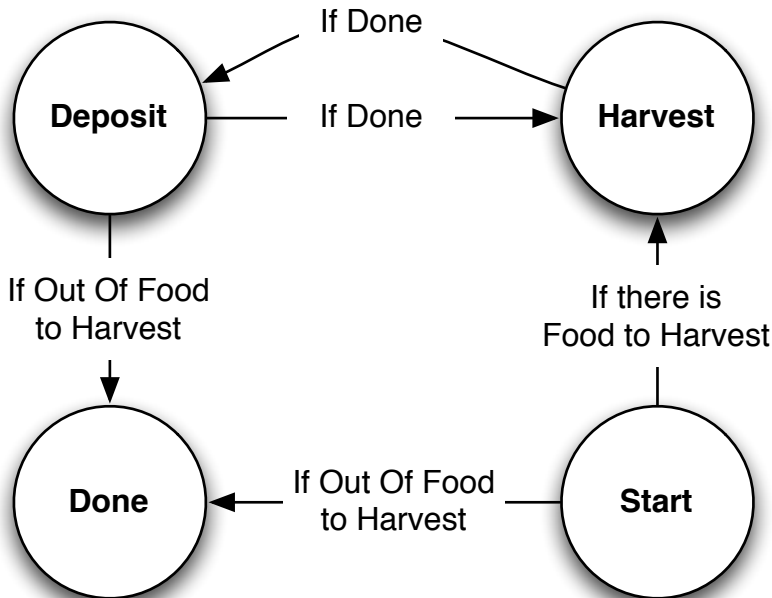 If Done
Deposit
If Done
Harvest
If Out Of Food
to Harvest
If there is
Food to Harvest
Done
If Out Of Food
to Harvest
Start